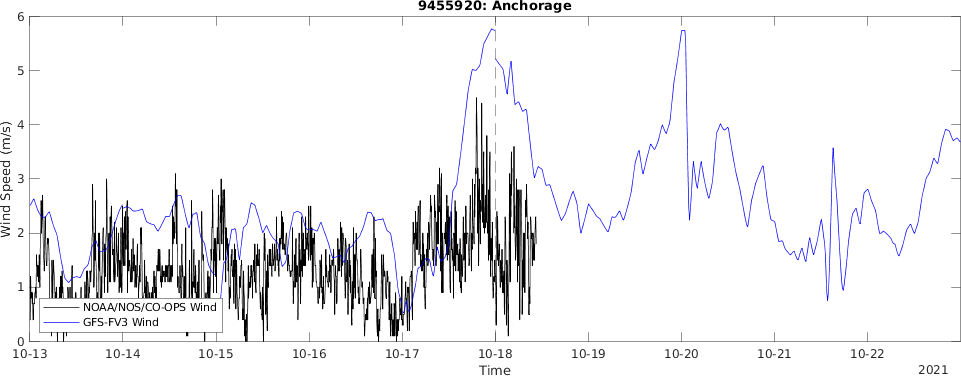 9455920: Anchorage
Wind Speed (m/s)
6
5
4
3
2
1
0
NOAA/NOS/CO-OPS Wind
GFS-FV3 Wind
10-13 10-14 10-15 10-16 10-17 10-18 10-19 10-20 10-21 10-22
Time
2021